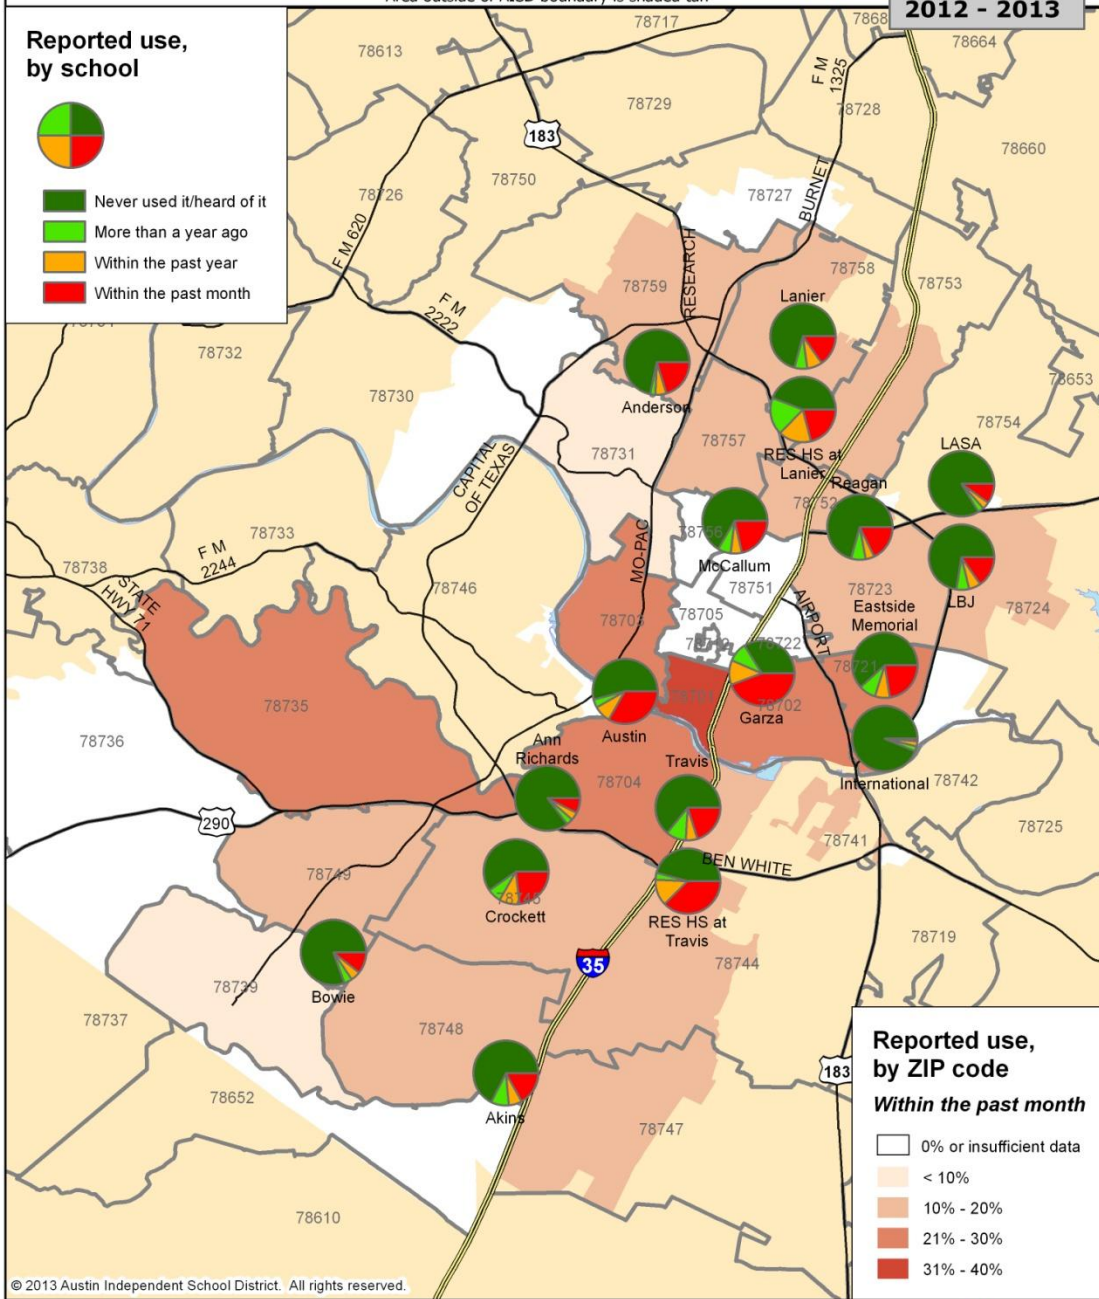 2012 - 2013
Reported use,
by school
Never used it/heard of it
More than a year ago
Within the past year
Within the past month
78613
78717
78664
78729
F M
1325
78728
183
78660
78750
78726
78727
BURNET
F M 620
RESEARCH
78758
78759
78753
F M
2222
Lanier
78732
78730
78653
Anderson
78754
78757
CAPITAL
OF TEXAS
78731
RES HS at
Lanier
LASA
Reagan
78752
MO-PAC
78756
78733
F M
2244
McCallum
78738
STATE
HWY 71
78746
78751
78723
LBJ
AIRPORT
Eastside
Memorial
78724
78705
78703
78722
78721
78735
78701
78702
Garza
78736
Austin
Ann
Richards
Travis
International
78704
78742
290
78725
78741
BEN WHITE
78749
78745
Crockett
RES HS at
Travis
78719
35
78744
78739
Bowie
78737
78748
183
78652
Akins
78747
78610
Reported use,
by ZIP code
Within the past month
0% or insufficient data
< 10%
10% - 20%
21% - 30%
31% - 40%
© 2013 Austin Independent School District. All rights reserved.